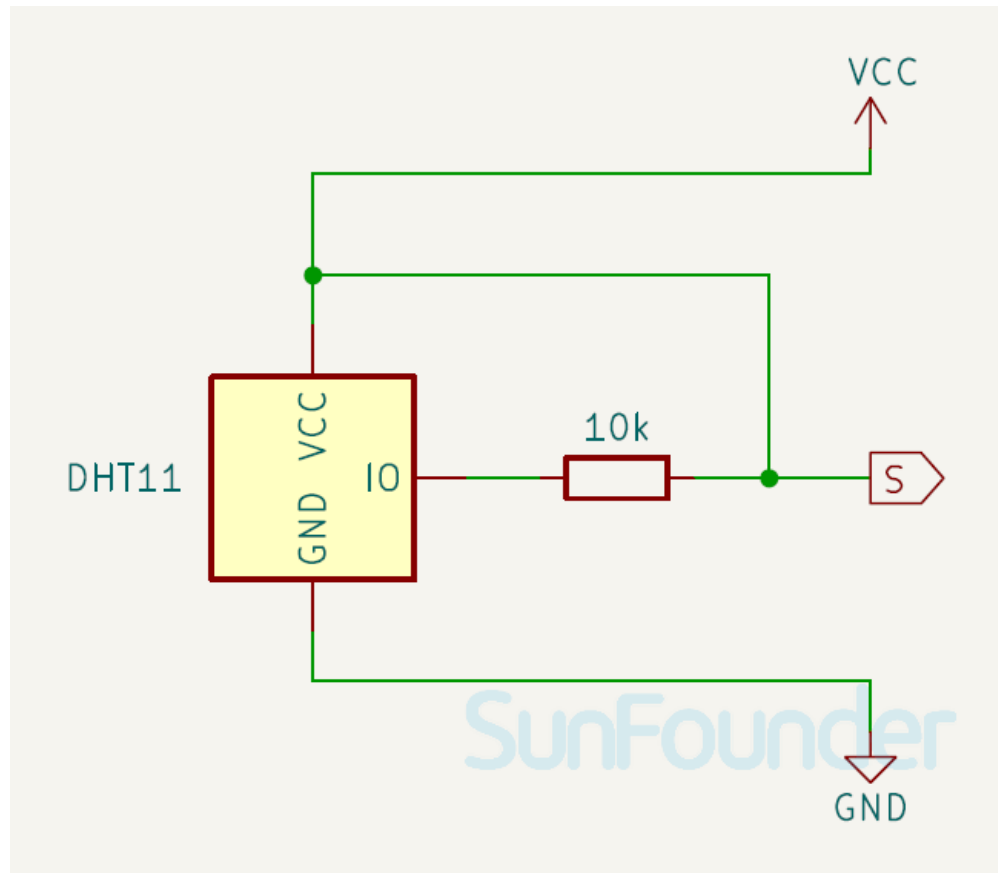 VCC
VCC
10k
DHT11
IO
S
GND
SunFounder
GND